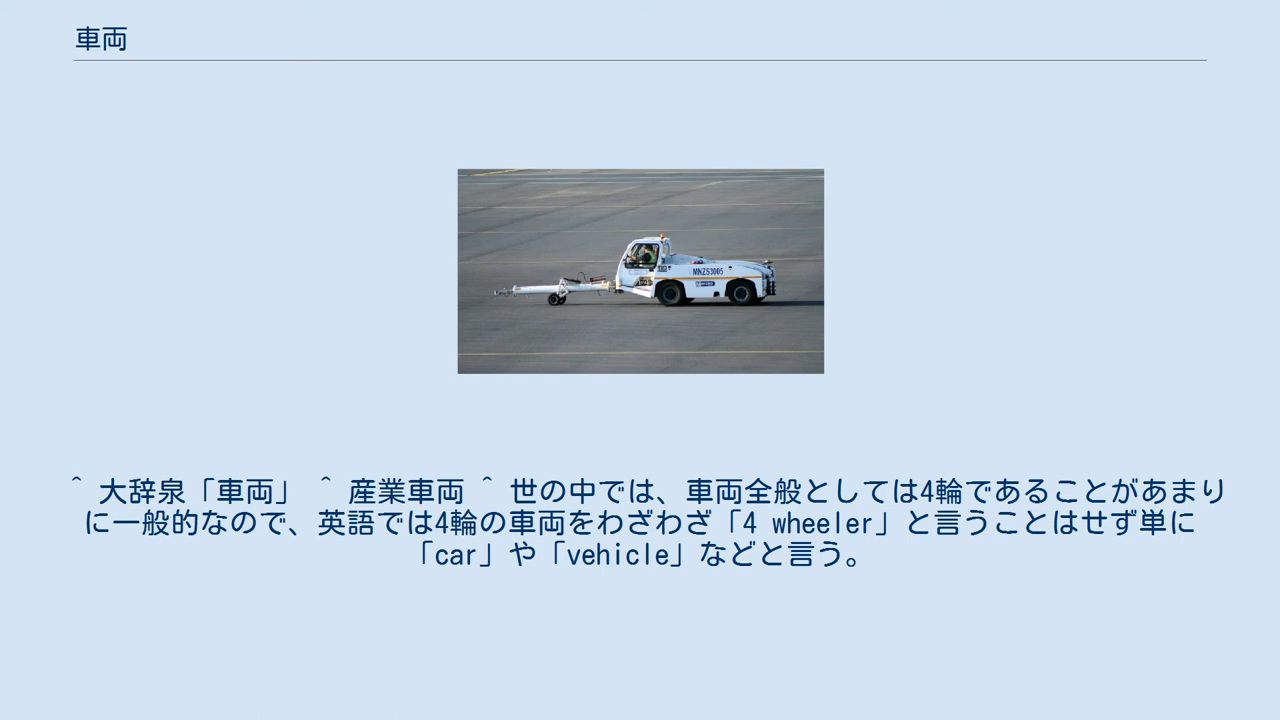 車両
MNZ53005
^ 大辞泉「車両」 ^ 産業車両 ^ 世の中では、車両全般としては4輪であることがあまり
に一般的なので、英語では4輪の車両をわざわざ「4 wheeler」と言うことはせず単に
「car」や「vehicle」などと言う。